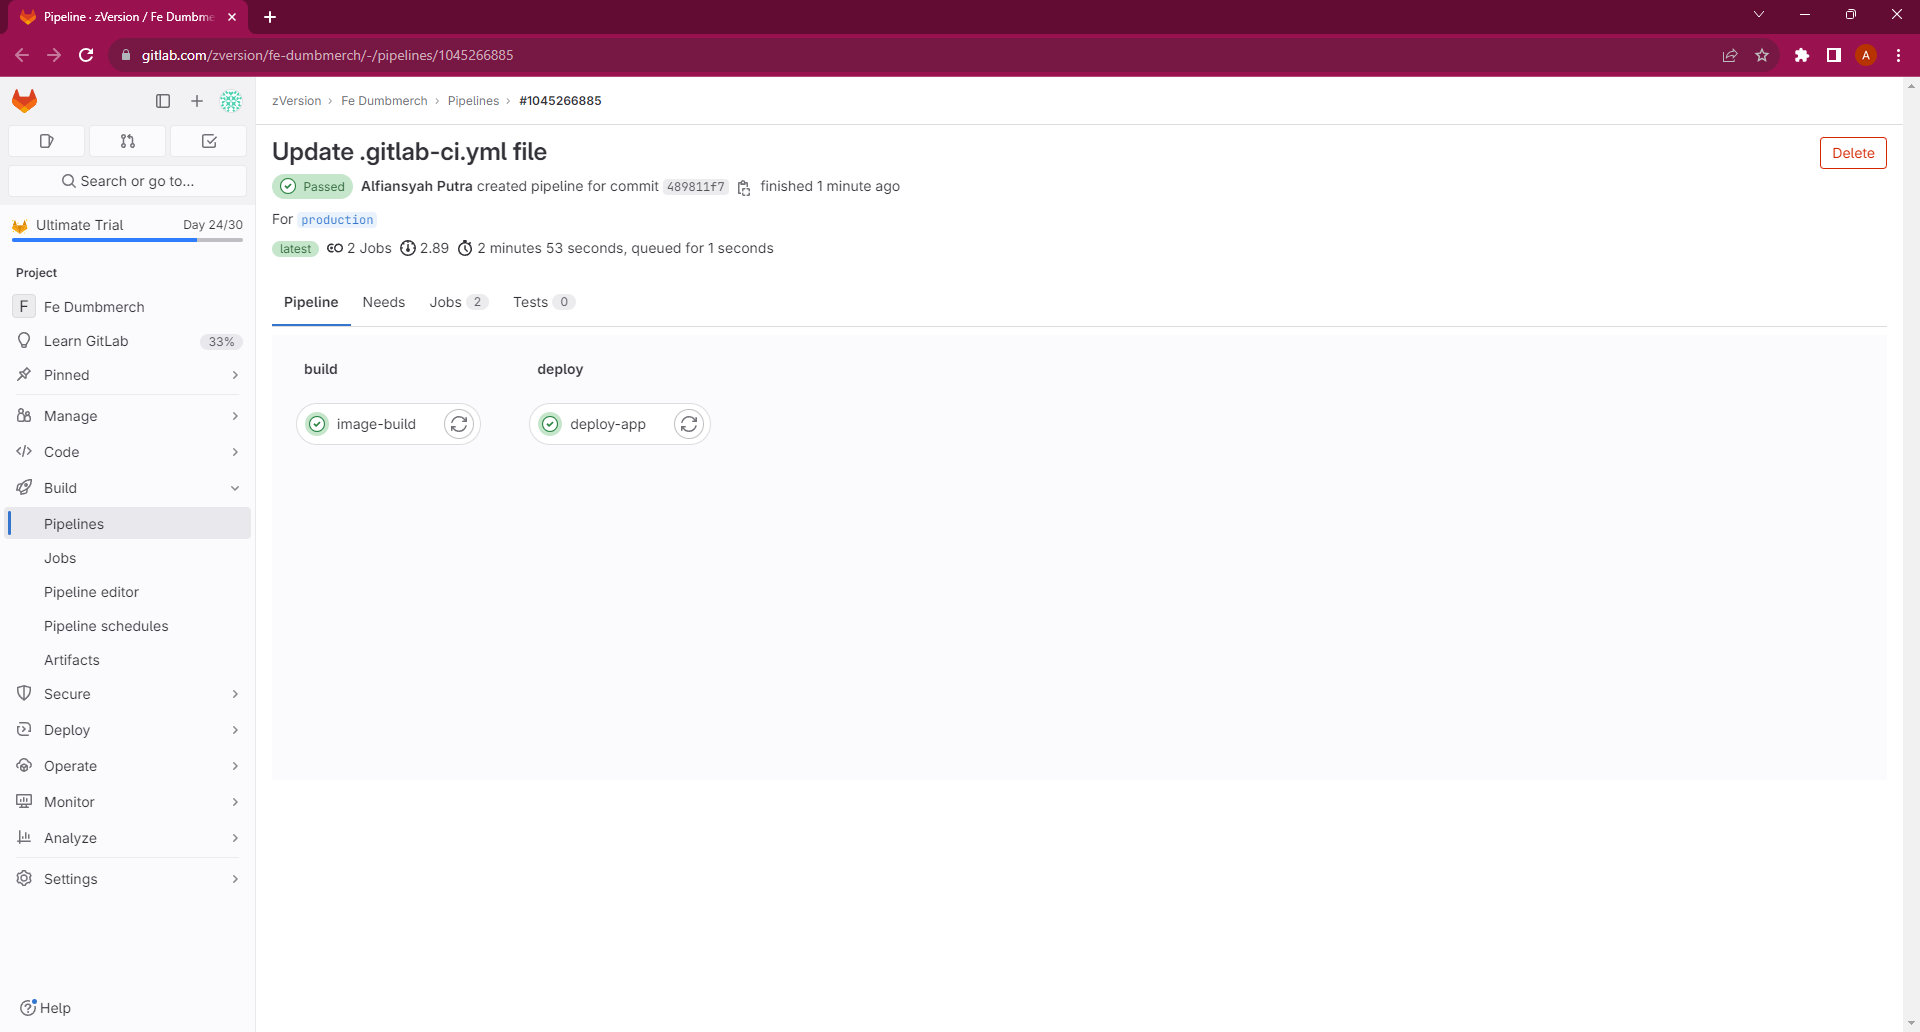 Pipeline · zVersion / Fe Dumbme
gitlab.com/zversion/fe-dumbmerch/-/pipelines/1045266885
A
Search or go to...
Ultimate Trial Day 24/30
Project
F Fe Dumbmerch
Learn GitLab 33%
Pinned
Manage
Code
Build
Pipelines
Jobs
Pipeline editor
Pipeline schedules
Artifacts
Secure
Deploy
Operate
Monitor
Analyze
Settings
Help
zVersion › Fe Dumbmerch › Pipelines › #1045266885
Update .gitlab-ci.yml file
Delete
Passed Alfiansyah Putra created pipeline for commit 489811f7 finished 1 minute ago
For production
latest 2 Jobs 2.89 2 minutes 53 seconds, queued for 1 seconds
Pipeline Needs Jobs 2 Tests 0
build deploy
image-build deploy-app